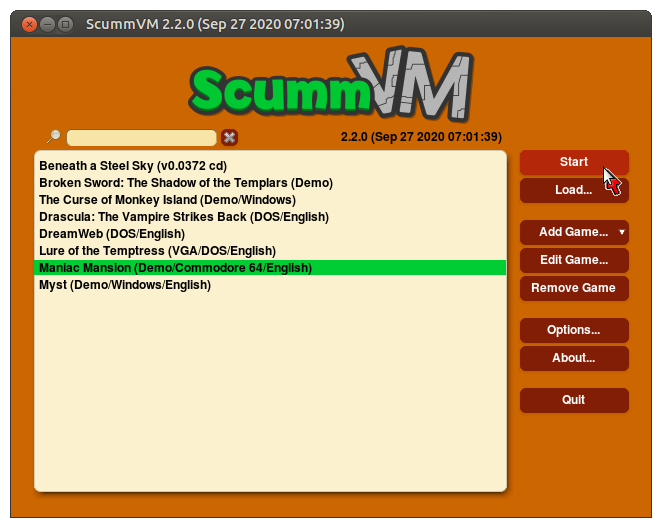 ScummVM 2.2.0 (Sep 27 2020 07:01:39)
ScummVM
2.2.0 (Sep 27 2020 07:01:39)
Beneath a Steel Sky (v0.0372 cd)
Broken Sword: The Shadow of the Templars (Demo)
The Curse of Monkey Island (Demo/Windows)
Drascula: The Vampire Strikes Back (DOS/English)
DreamWeb (DOS/English)
Lure of the Temptress (VGA/DOS/English)
Maniac Mansion (Demo/Commodore 64/English)
Myst (Demo/Windows/English)
Start
Load...
Add Game...
Edit Game...
Remove Game
Options...
About...
Quit